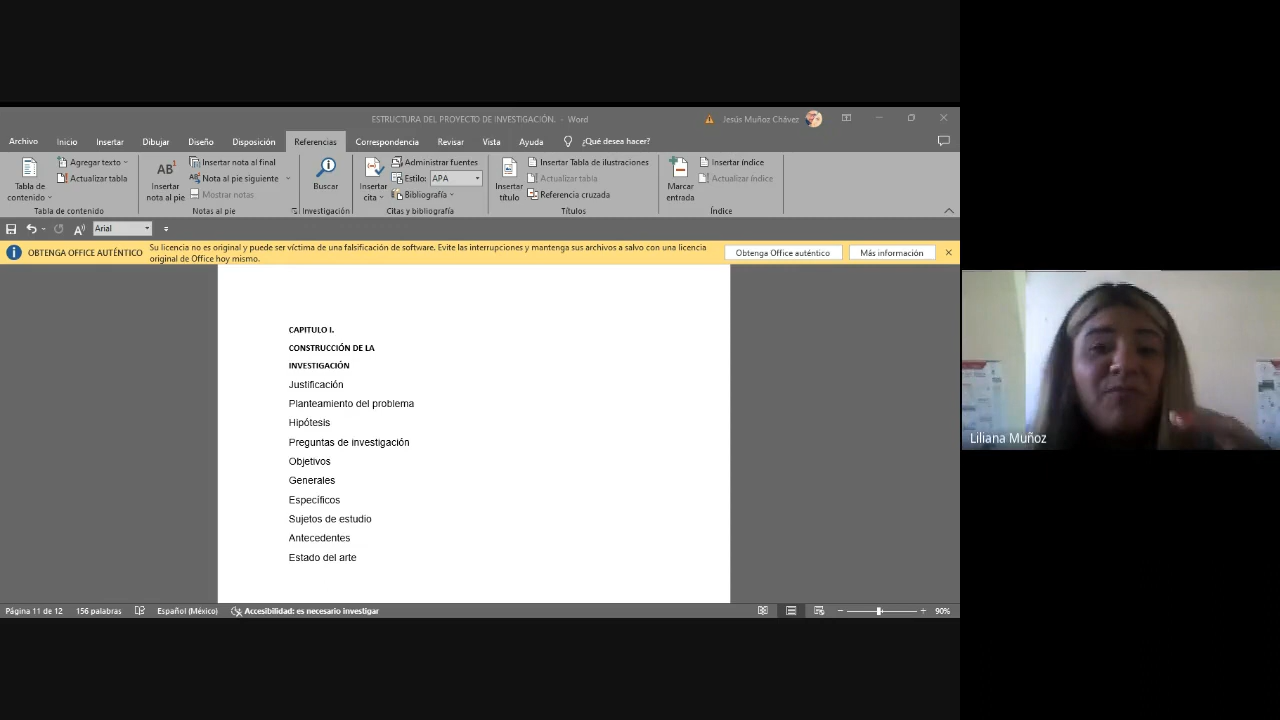 ESTRUCTURA DEL PROYECTO DE INVESTIGACIÓN. - Word
Jesús Muñoz Chávez
Archivo Inicio Insertar Dibujar Diseño Disposición Referencias Correspondencia Revisar Vista Ayuda ¿Qué desea hacer?
Tabla de contenido
Agregar texto
Actualizar tabla
Tabla de contenido
AB1
Insertar nota al pie
Insertar nota al final
Nota al pie siguiente
Mostrar notas
Notas al pie
Buscar
Investigación
Insertar cita
Administrar fuentes
Estilo: APA
Bibliografía
Citas y bibliografía
Insertar título
Insertar Tabla de ilustraciones
Actualizar tabla
Referencia cruzada
Títulos
Marcar entrada
Insertar índice
Actualizar índice
Índice
Arial
OBTENGA OFFICE AUTÉNTICO
Su licencia no es original y puede ser víctima de una falsificación de software. Evite las interrupciones y mantenga sus archivos a salvo con una licencia
original de Office hoy mismo.
Obtenga Office auténtico
Más información
CAPITULO I.
CONSTRUCCIÓN DE LA
INVESTIGACIÓN
Justificación
Planteamiento del problema
Hipótesis
Preguntas de investigación
Objetivos
Generales
Específicos
Sujetos de estudio
Antecedentes
Estado del arte
Página 11 de 12 156 palabras Español (México) Accesibilidad: es necesario investigar 90%
Liliana Muñoz